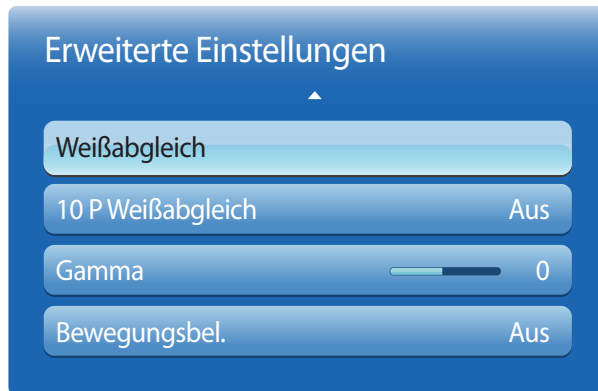 Erweiterte Einstellungen
Weißabgleich
10 P Weißabgleich Aus
Gamma 0
Bewegungsbel. Aus